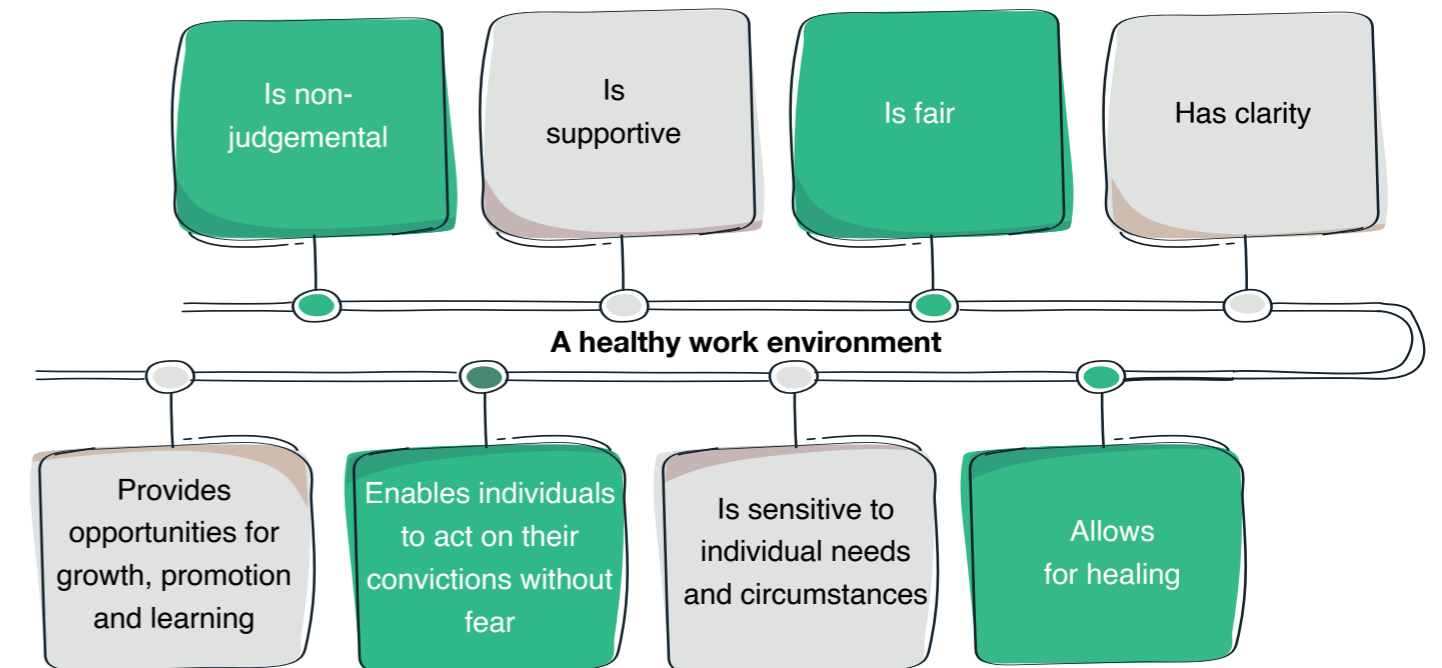 Is non-
judgemental
Is
supportive
Is fair
Has clarity
A healthy work environment
Provides
opportunities for
growth, promotion
and learning
Enables individuals
to act on their
convictions without
fear
Is sensitive to
individual needs
and circumstances
Allows
for healing